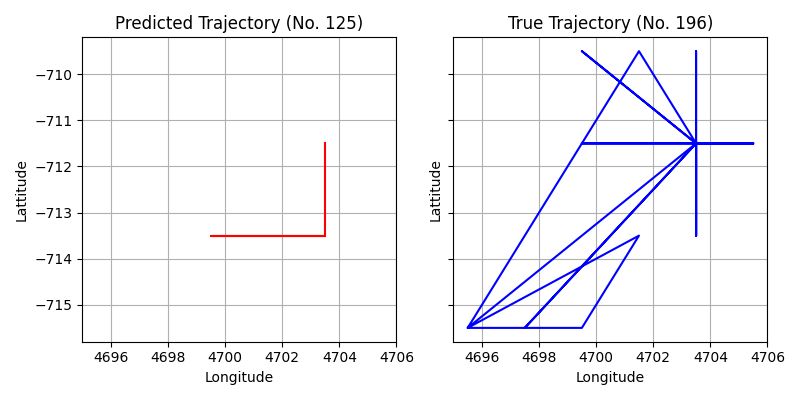 Predicted Trajectory (No. 125)
−710
−711
−712
−713
−714
−715
Lattitude
4696 4698 4700 4702 4704 4706
Longitude
True Trajectory (No. 196)
Lattitude
4696 4698 4700 4702 4704 4706
Longitude